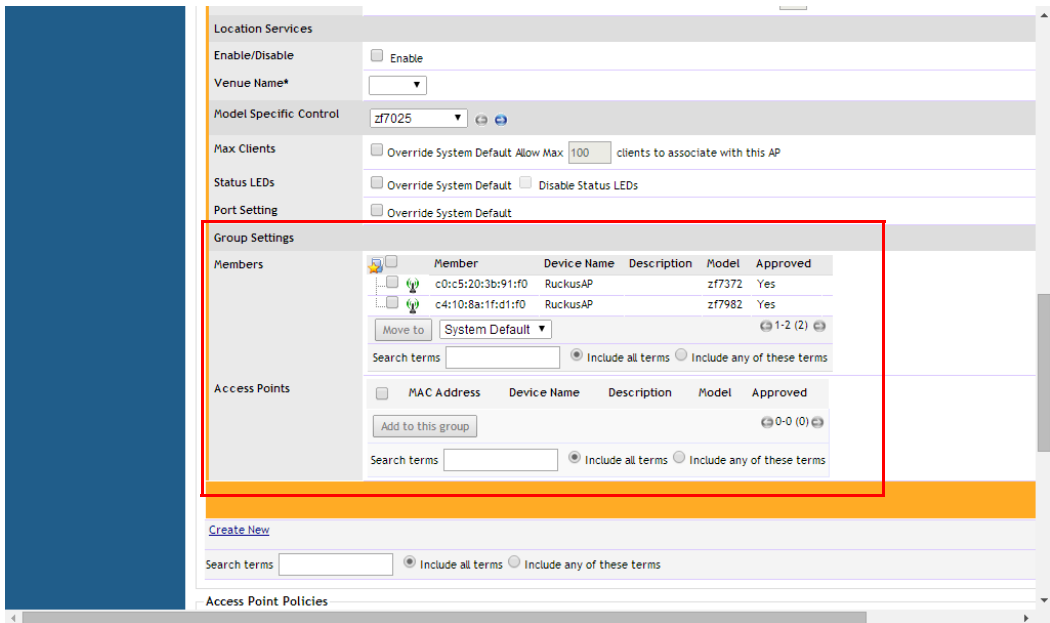 Location Services
Enable/Disable Enable
Venue Name*
Model Specific Control zf7025
Max Clients Override System Default Allow Max 100 clients to associate with this AP
Status LEDs Override System Default Disable Status LEDs
Port Setting Override System Default
Group Settings
Members Member Device Name Description Model Approved
c0:c5:20:3b:91:f0 RuckusAP zf7372 Yes
c4:10:8a:1f:d1:f0 RuckusAP zf7982 Yes
Move to System Default 1-2 (2)
Search terms Include all terms Include any of these terms
Access Points MAC Address Device Name Description Model Approved
Add to this group 0-0 (0)
Search terms Include all terms Include any of these terms
Create New
Search terms Include all terms Include any of these terms
Access Point Policies